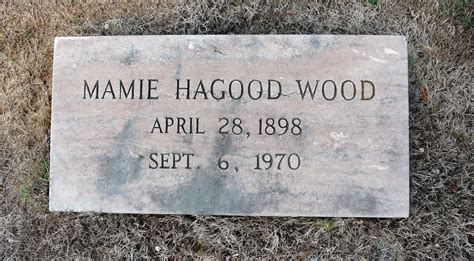 MAMIE HAGOOD WOOD
APRIL 28, 1898
SEPT. 6, 1970